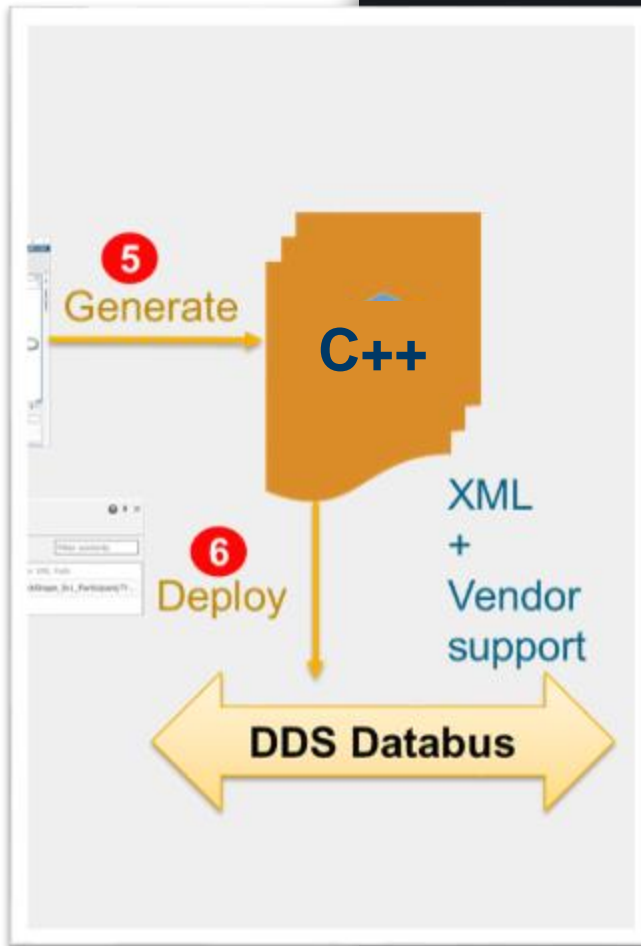 5
Generate
C++
6
Deploy
XML
+
Vendor
support
DDS Databus